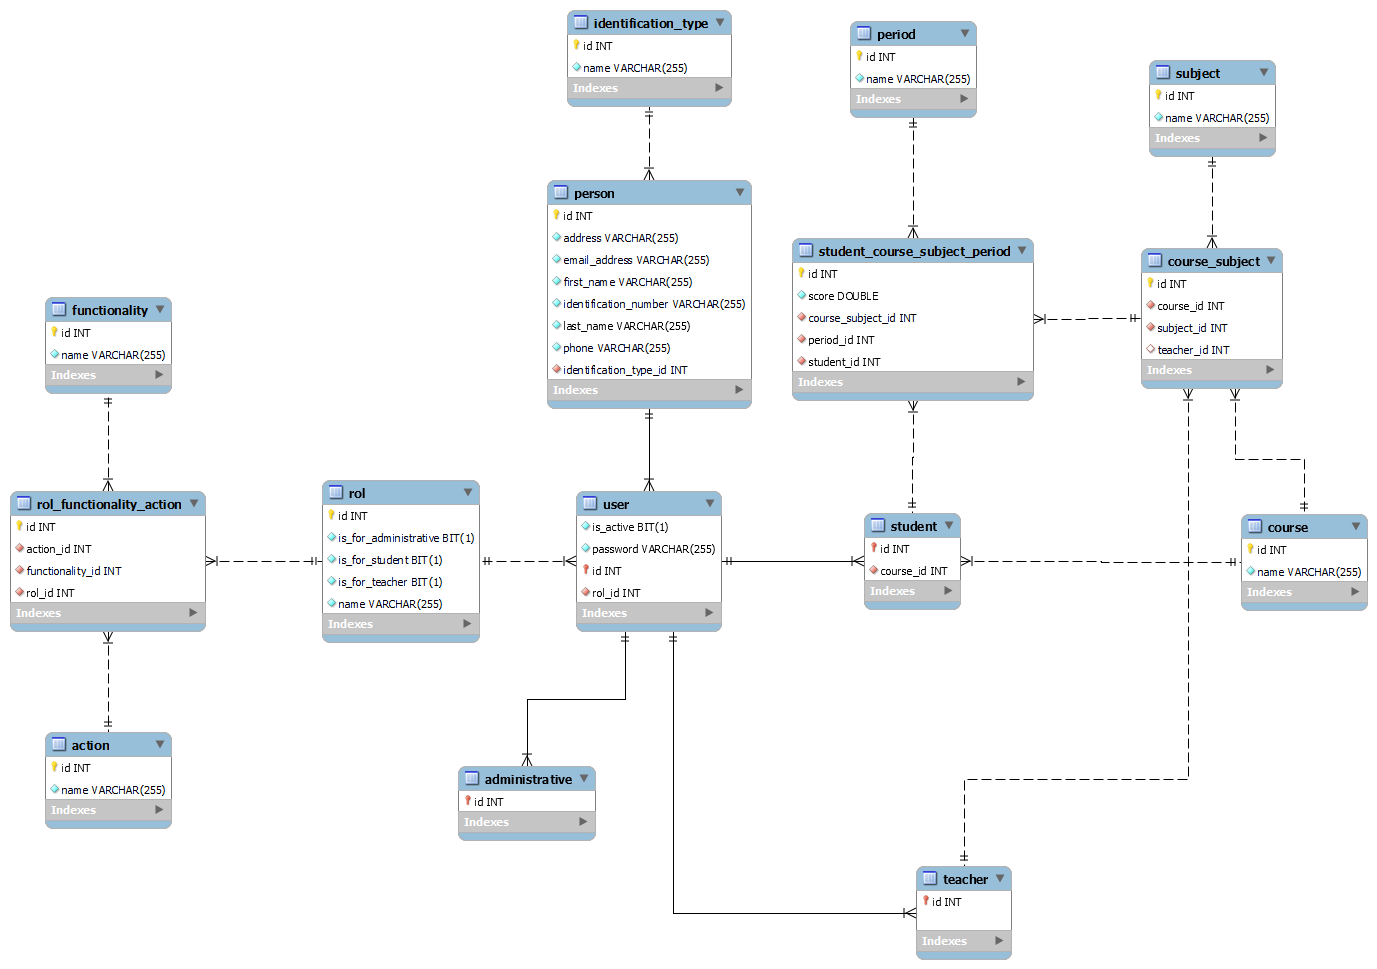 identification_type
id INT
name VARCHAR(255)
Indexes
period
id INT
name VARCHAR(255)
Indexes
subject
id INT
name VARCHAR(255)
Indexes
person
id INT
address VARCHAR(255)
email_address VARCHAR(255)
first_name VARCHAR(255)
identification_number VARCHAR(255)
last_name VARCHAR(255)
phone VARCHAR(255)
identification_type_id INT
Indexes
student_course_subject_period
id INT
score DOUBLE
course_subject_id INT
period_id INT
student_id INT
Indexes
course_subject
id INT
course_id INT
subject_id INT
teacher_id INT
Indexes
functionality
id INT
name VARCHAR(255)
Indexes
rol_functionality_action
id INT
action_id INT
functionality_id INT
rol_id INT
Indexes
rol
id INT
is_for_administrative BIT(1)
is_for_student BIT(1)
is_for_teacher BIT(1)
name VARCHAR(255)
Indexes
user
is_active BIT(1)
password VARCHAR(255)
id INT
rol_id INT
Indexes
student
id INT
course_id INT
Indexes
course
id INT
name VARCHAR(255)
Indexes
action
id INT
name VARCHAR(255)
Indexes
administrative
id INT
Indexes
teacher
id INT
Indexes